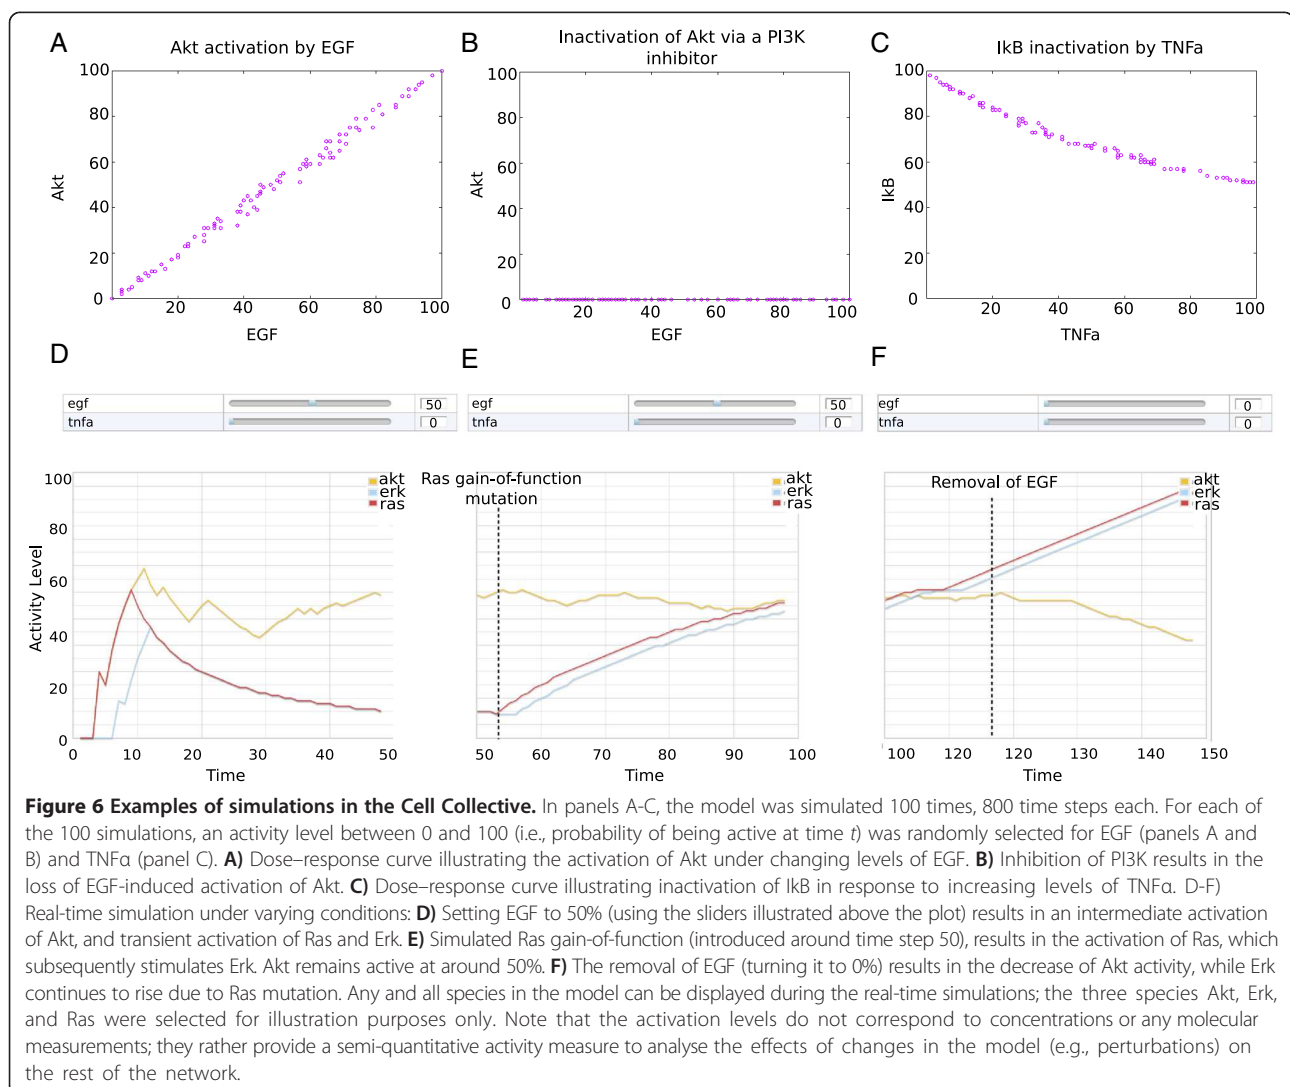 A
Akt activation by EGF
100
80
60
40
20
0
Akt
20
40
60
80
100
EGF
B
Inactivation of Akt via a PI3K
inhibitor
100
80
60
40
20
0
Akt
20
40
60
80
100
EGF
C
IkB inactivation by TNFa
100
80
60
40
20
0
IkB
20
40
60
80
100
TNFa
D
egf
50
tnfa
0
100
80
60
40
20
0
Activity Level
akt
erk
ras
0
10
20
30
40
50
Time
E
egf
50
tnfa
0
Ras gain-of-function
mutation
akt
erk
ras
50
60
70
80
90
100
Time
F
egf
0
tnfa
0
Removal of EGF
akt
erk
ras
100
120
120
130
140
150
Time
Figure 6 Examples of simulations in the Cell Collective. In panels A-C, the model was simulated 100 times, 800 time steps each. For each of
the 100 simulations, an activity level between 0 and 100 (i.e., probability of being active at time t) was randomly selected for EGF (panels A and
B) and TNFα (panel C). A) Dose–response curve illustrating the activation of Akt under changing levels of EGF. B) Inhibition of PI3K results in the
loss of EGF-induced activation of Akt. C) Dose–response curve illustrating inactivation of IkB in response to increasing levels of TNFα. D-F)
Real-time simulation under varying conditions: D) Setting EGF to 50% (using the sliders illustrated above the plot) results in an intermediate activation
of Akt, and transient activation of Ras and Erk. E) Simulated Ras gain-of-function (introduced around time step 50), results in the activation of Ras, which
subsequently stimulates Erk. Akt remains active at around 50%. F) The removal of EGF (turning it to 0%) results in the decrease of Akt activity, while Erk
continues to rise due to Ras mutation. Any and all species in the model can be displayed during the real-time simulations; the three species Akt, Erk,
and Ras were selected for illustration purposes only. Note that the activation levels do not correspond to concentrations or any molecular
measurements; they rather provide a semi-quantitative activity measure to analyse the effects of changes in the model (e.g., perturbations) on
the rest of the network.